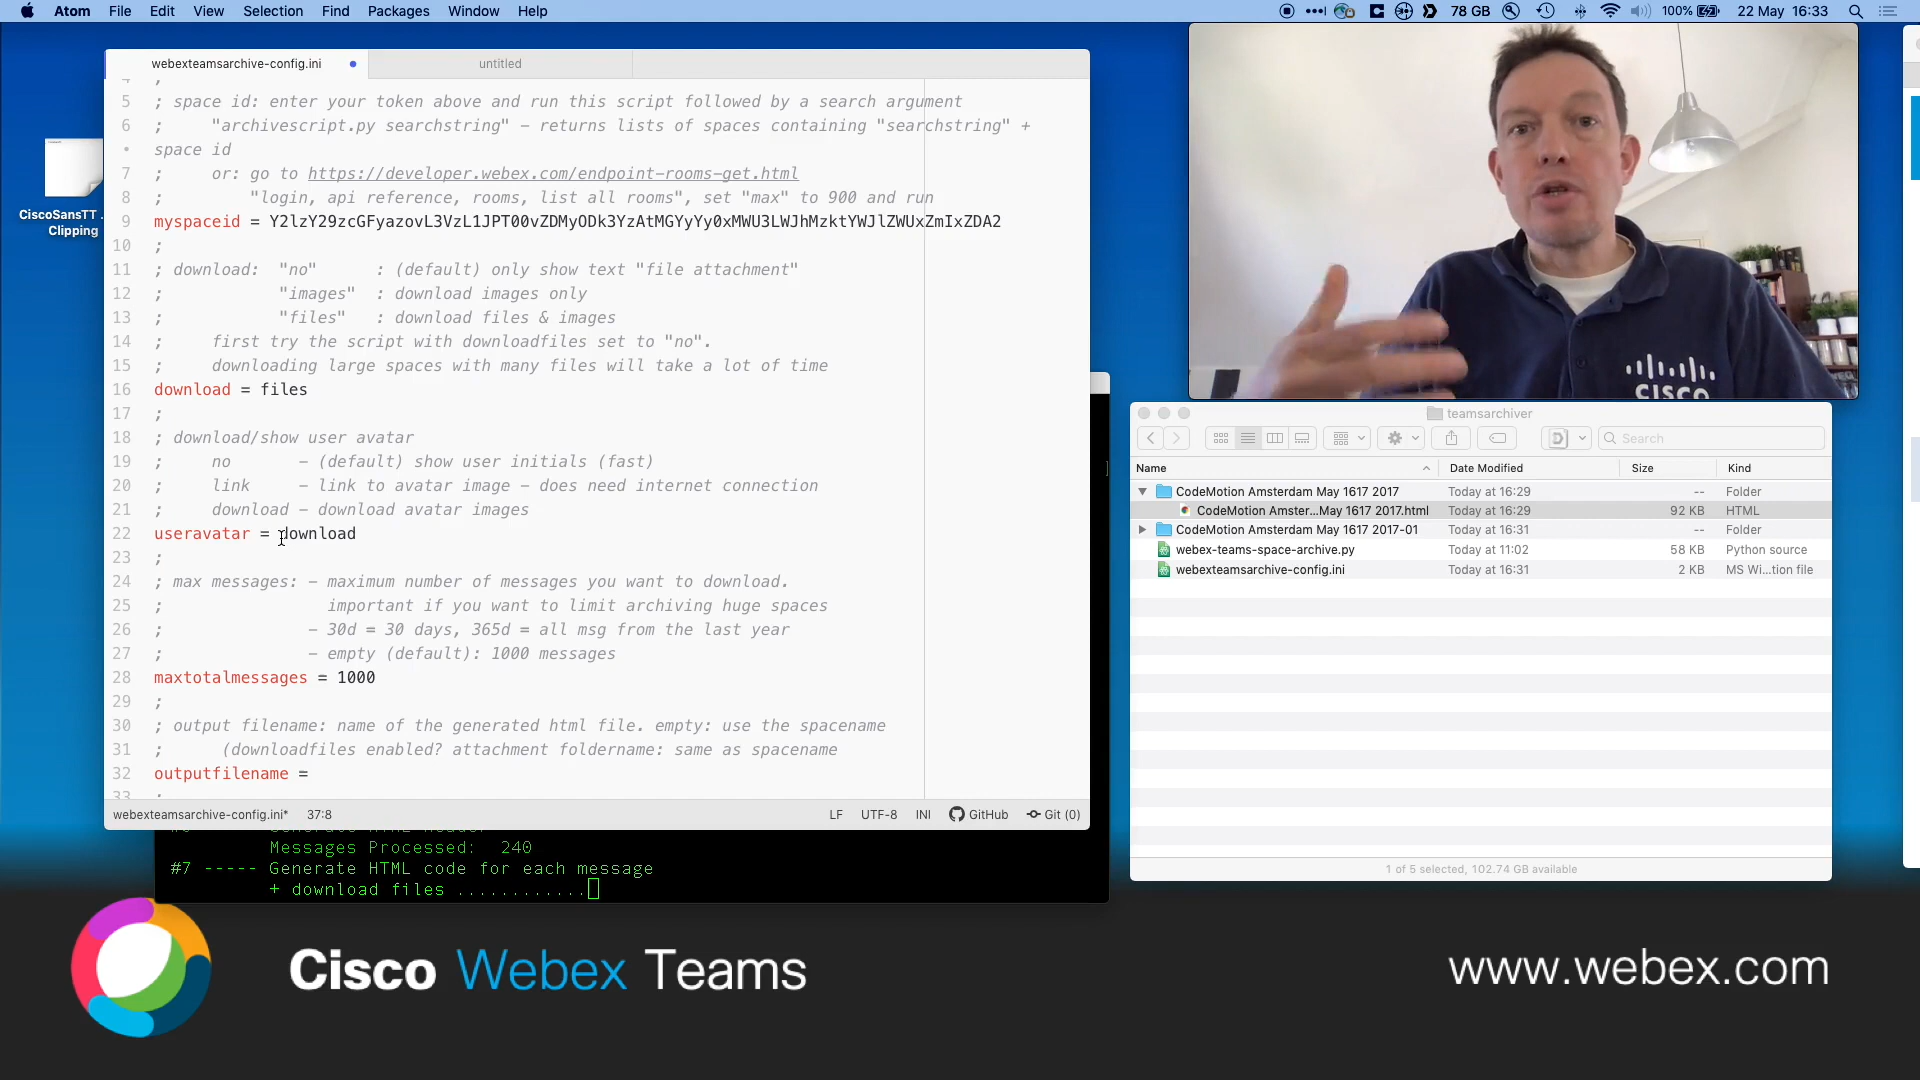 Atom File Edit View Selection Find Packages Window Help
78 GB 100% 22 May 16:33
webexteamsarchive-config.ini untitled
4 ;
5 ; space id: enter your token above and run this script followed by a search argument
6 ; "archivescript.py searchstring" - returns lists of spaces containing "searchstring" +
• space id
7 ; or: go to https://developer.webex.com/endpoint-rooms-get.html
8 ; "login, api reference, rooms, list all rooms", set "max" to 900 and run
9 myspaceid = Y2lzY29zcGFyazovL3VzL1JPT00vZDMyODk3YzAtMGYyYy0xMWU3LWJhMzktYWJlZWUxZmIxZDA2
10 ;
11 ; download: "no" : (default) only show text "file attachment"
12 ; "images" : download images only
13 ; "files" : download files & images
14 ; first try the script with downloadfiles set to "no".
15 ; downloading large spaces with many files will take a lot of time
16 download = files
17 ;
18 ; download/show user avatar
19 ; no - (default) show user initials (fast)
20 ; link - link to avatar image - does need internet connection
21 ; download - download avatar images
22 useravatar = download
23 ;
24 ; max messages: - maximum number of messages you want to download.
25 ; important if you want to limit archiving huge spaces
26 ; - 30d = 30 days, 365d = all msg from the last year
27 ; - empty (default): 1000 messages
28 maxtotalmessages = 1000
29 ;
30 ; output filename: name of the generated html file. empty: use the spacename
31 ; (downloadfiles enabled? attachment foldername: same as spacename
32 outputfilename =
33 ;
webexteamsarchive-config.ini* 37:8 LF UTF-8 INI GitHub Git (0)
Messages Processed: 240
#7 ----- Generate HTML code for each message
+ download files ............
CiscoSansTT ...
Clipping
CISCO
teamsarchiver
Search
Name Date Modified Size Kind
CodeMotion Amsterdam May 1617 2017 Today at 16:29 -- Folder
CodeMotion Amster...May 1617 2017.html Today at 16:29 92 KB HTML
CodeMotion Amsterdam May 1617 2017-01 Today at 16:31 -- Folder
webex-teams-space-archive.py Today at 11:02 58 KB Python source
webexteamsarchive-config.ini Today at 16:31 2 KB MS Wi...tion file
1 of 5 selected, 102.74 GB available
Cisco Webex Teams
www.webex.com